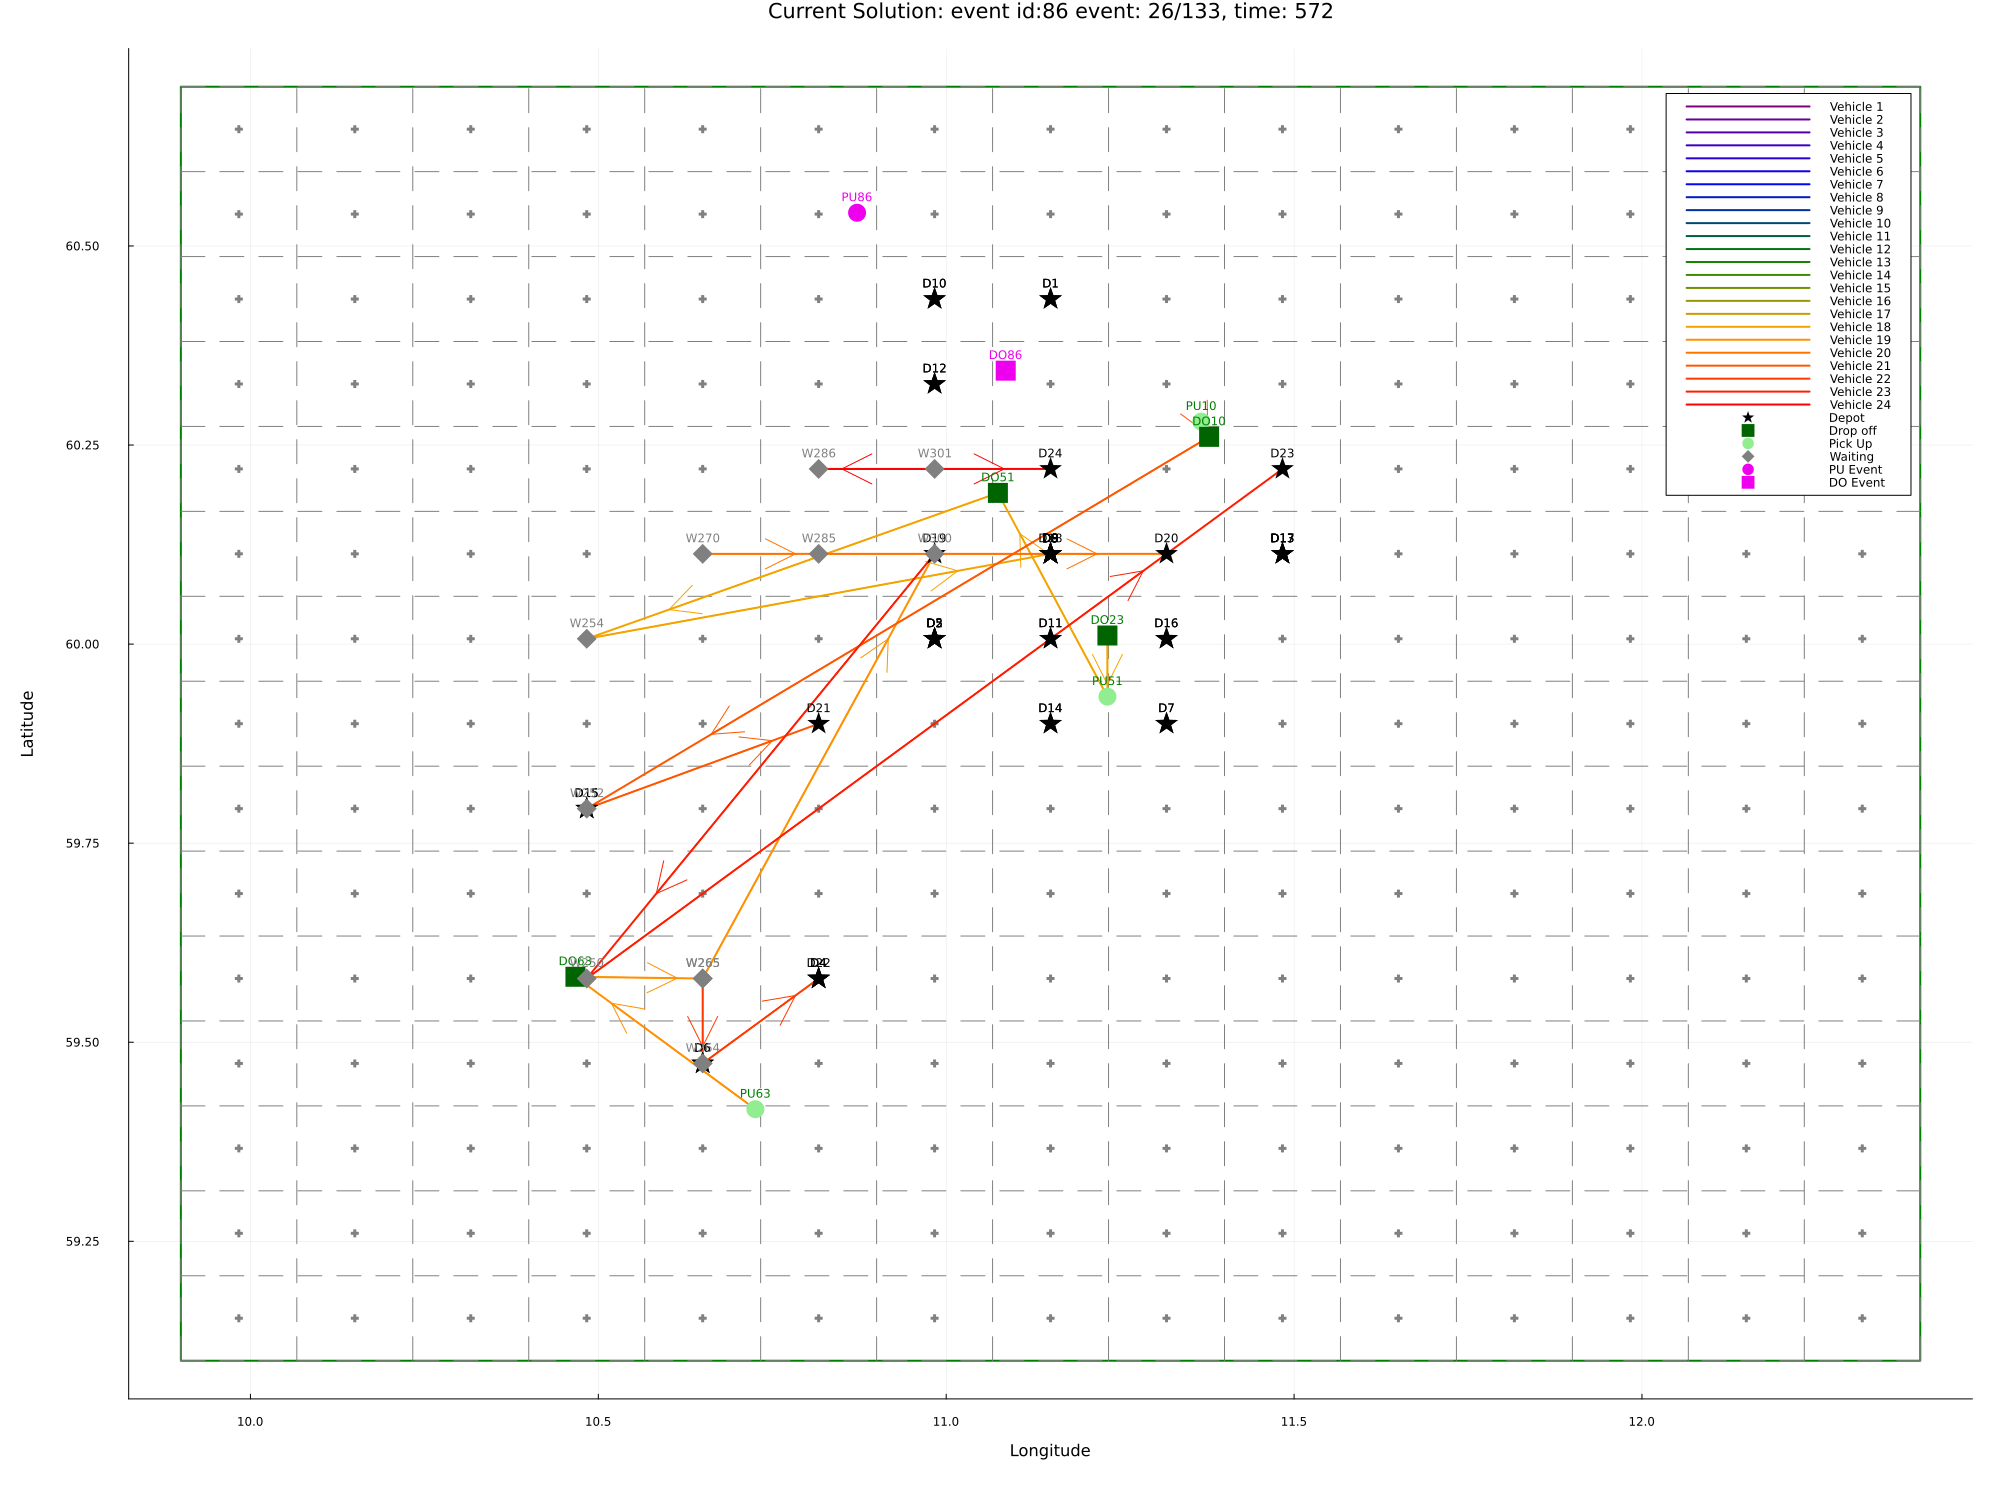 Current Solution: event id:86 event: 26/133, time: 572
Vehicle 1
Vehicle 2
Vehicle 3
Vehicle 4
Vehicle 5
Vehicle 6
Vehicle 7
Vehicle 8
Vehicle 9
Vehicle 10
Vehicle 11
Vehicle 12
Vehicle 13
Vehicle 14
Vehicle 15
Vehicle 16
Vehicle 17
Vehicle 18
Vehicle 19
Vehicle 20
Vehicle 21
Vehicle 22
Vehicle 23
Vehicle 24
Depot
Drop off
Pick Up
Waiting
PU Event
DO Event
PU86
60.50
D10 D1
DO86
D12
PU10
DO10
60.25
W286 W301 D24 D23
DO51
W270 W285 D19 D20
W254 D11 DO23 D16
60.00
PU51
D21 D14 D7
D15
59.75
DO63 W265
59.50
D6
PU63
59.25
10.0 10.5 11.0 11.5 12.0
Longitude
Latitude